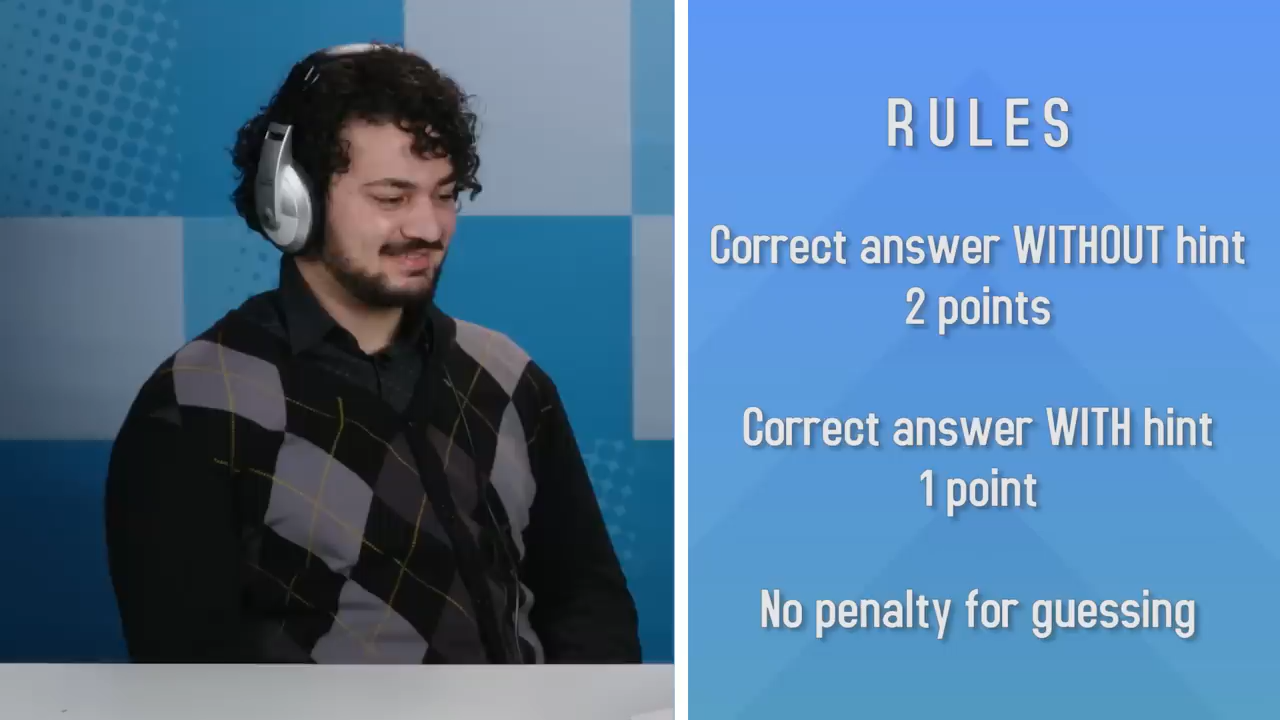 RULES
Correct answer WITHOUT hint
2 points
Correct answer WITH hint
1 point
No penalty for guessing